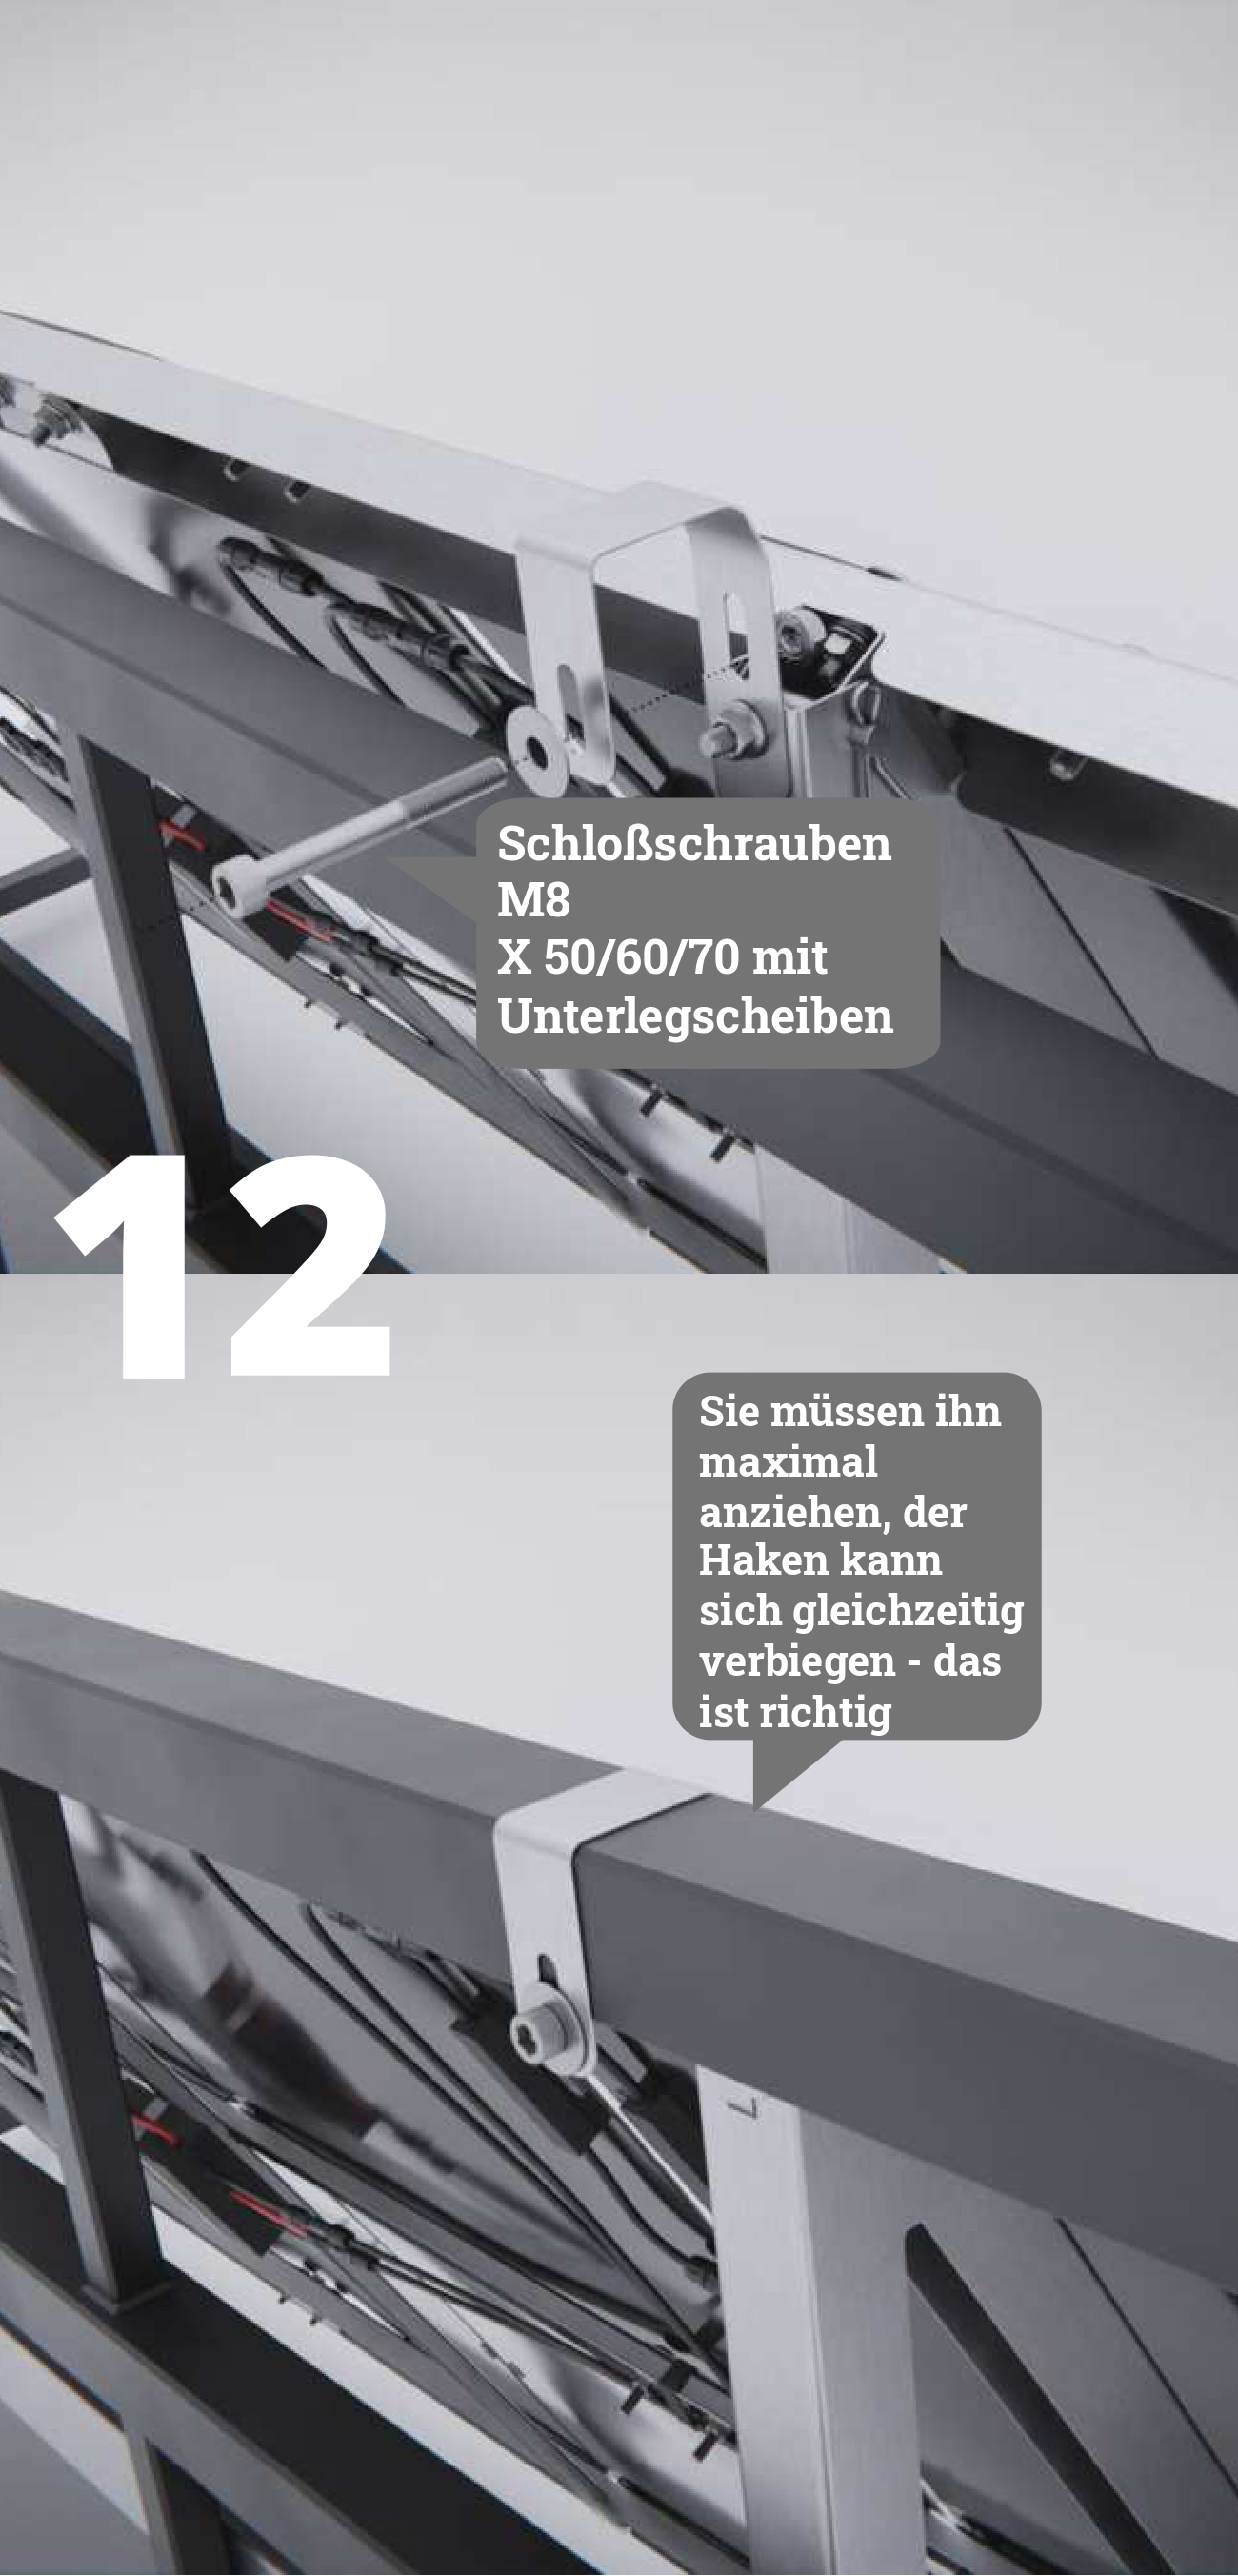 Schloßschrauben
M8
X 50/60/70 mit
Unterlegscheiben
12
Sie müssen ihn
maximal
anziehen, der
Haken kann
sich gleichzeitig
verbiegen - das
ist richtig